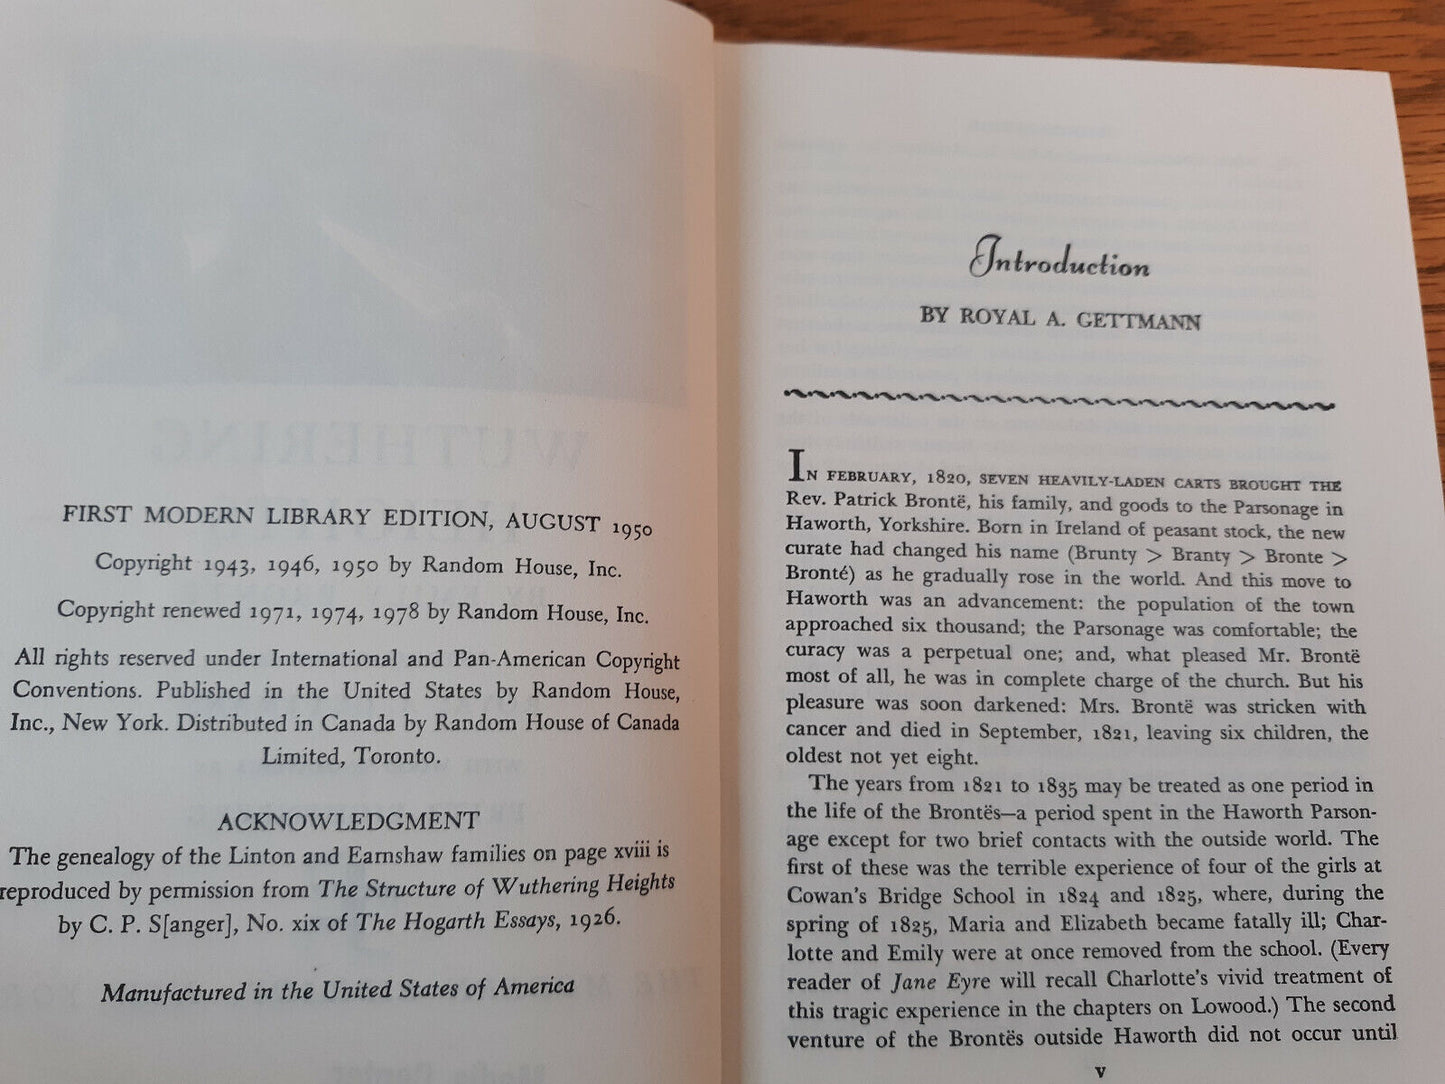 FIRST MODERN LIBRARY EDITION, AUGUST 1950
Copyright 1943, 1946, 1950 by Random House, Inc.
Copyright renewed 1971, 1974, 1978 by Random House, Inc.
All rights reserved under International and Pan-American Copyright
Conventions. Published in the United States by Random House,
Inc., New York. Distributed in Canada by Random House of Canada
Limited, Toronto.
ACKNOWLEDGMENT
The genealogy of the Linton and Earnshaw families on page xviii is
reproduced by permission from The Structure of Wuthering Heights
by C. P. S[anger], No. xix of The Hogarth Essays, 1926.
Manufactured in the United States of America
Introduction
BY ROYAL A. GETTMANN
IN FEBRUARY, 1820, SEVEN HEAVILY-LADEN CARTS BROUGHT THE
Rev. Patrick Brontë, his family, and goods to the Parsonage in
Haworth, Yorkshire. Born in Ireland of peasant stock, the new
curate had changed his name (Brunty > Branty > Bronte >
Bronté) as he gradually rose in the world. And this move to
Haworth was an advancement: the population of the town
approached six thousand; the Parsonage was comfortable; the
curacy was a perpetual one; and, what pleased Mr. Brontë
most of all, he was in complete charge of the church. But his
pleasure was soon darkened: Mrs. Brontë was stricken with
cancer and died in September, 1821, leaving six children, the
oldest not yet eight.
The years from 1821 to 1835 may be treated as one period in
the life of the Brontës—a period spent in the Haworth Parson-
age except for two brief contacts with the outside world. The
first of these was the terrible experience of four of the girls at
Cowan's Bridge School in 1824 and 1825, where, during the
spring of 1825, Maria and Elizabeth became fatally ill; Char-
lotte and Emily were at once removed from the school. (Every
reader of Jane Eyre will recall Charlotte's vivid treatment of
this tragic experience in the chapters on Lowood.) The second
venture of the Brontës outside Haworth did not occur until
v